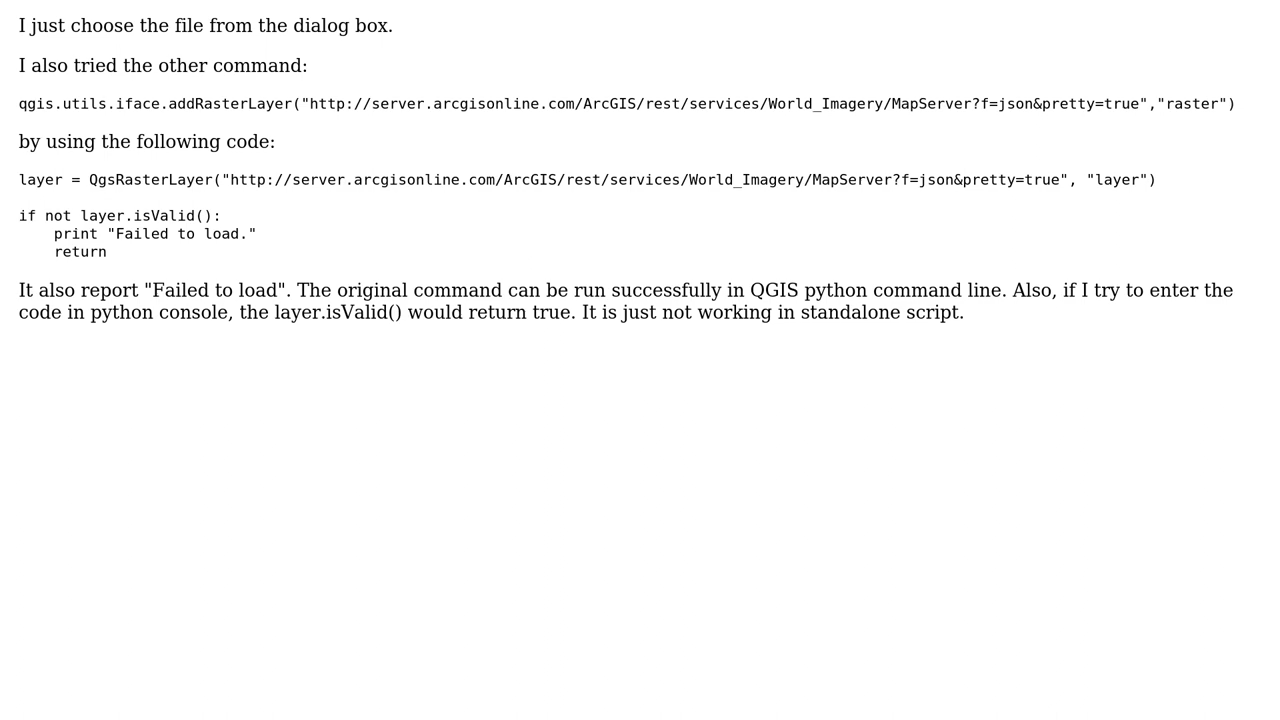 I just choose the file from the dialog box.
I also tried the other command:
qgis.utils.iface.addRasterLayer("http://server.arcgisonline.com/ArcGIS/rest/services/World_Imagery/MapServer?f=json&pretty=true","raster")
by using the following code:
layer = QgsRasterLayer("http://server.arcgisonline.com/ArcGIS/rest/services/World_Imagery/MapServer?f=json&pretty=true", "layer")
if not layer.isValid():
    print "Failed to load."
    return
It also report "Failed to load". The original command can be run successfully in QGIS python command line. Also, if I try to enter the
code in python console, the layer.isValid() would return true. It is just not working in standalone script.